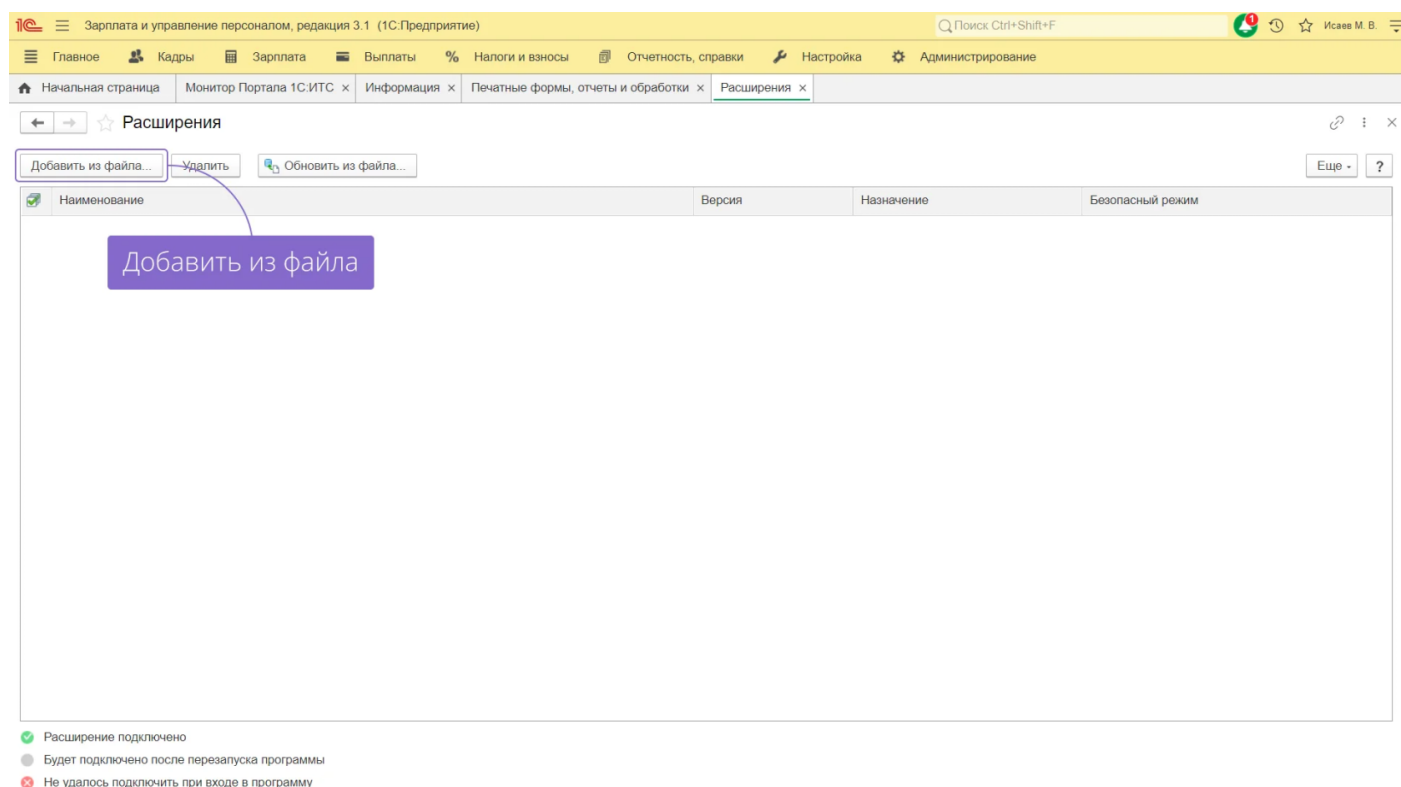 1С Зарплата и управление персоналом, редакция 3.1 (1С:Предприятие) Поиск Ctrl+Shift+F 1 Исаев М. В.
Главное Кадры Зарплата Выплаты % Налоги и взносы Отчетность, справки Настройка Администрирование
Начальная страница Монитор Портала 1С:ИТС × Информация × Печатные формы, отчеты и обработки × Расширения ×
Расширения
Добавить из файла... Удалить Обновить из файла... Еще ?
Наименование Версия Назначение Безопасный режим
Добавить из файла
Расширение подключено
Будет подключено после перезапуска программы
Не удалось подключить при входе в программу